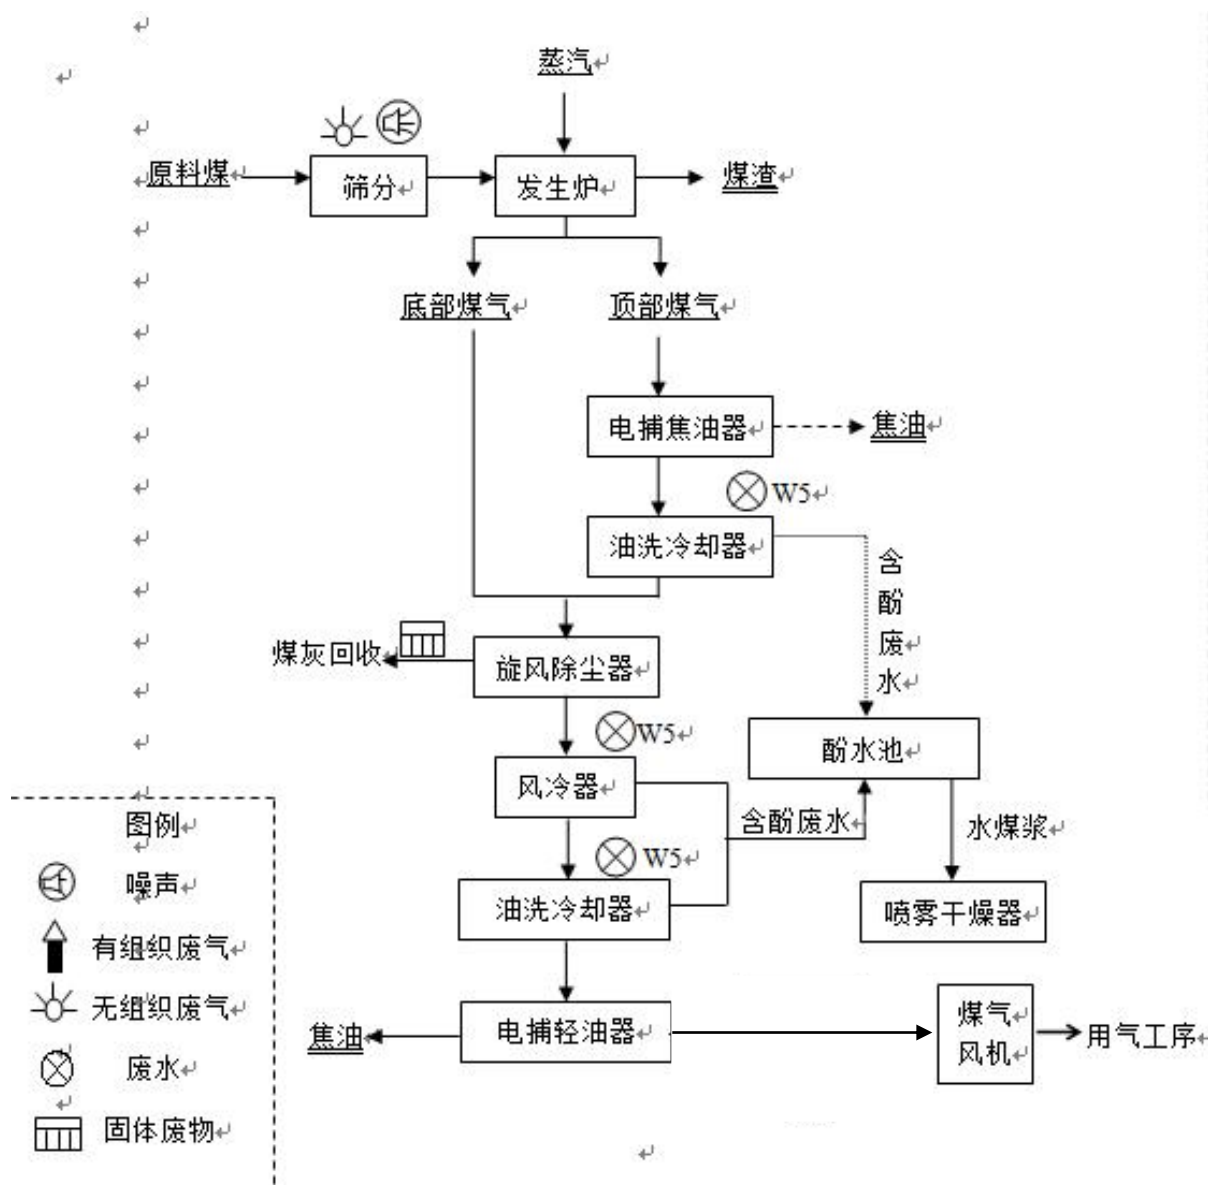 蒸汽
原料煤
筛分
发生炉
煤渣
底部煤气
顶部煤气
电捕焦油器
焦油
W5
油洗冷却器
含
酚
废
水
煤灰回收
旋风除尘器
W5
酚水池
风冷器
含酚废水
水煤浆
W5
油洗冷却器
喷雾干燥器
焦油
电捕轻油器
煤气
风机
用气工序
图例
噪声
有组织废气
无组织废气
废水
固体废物